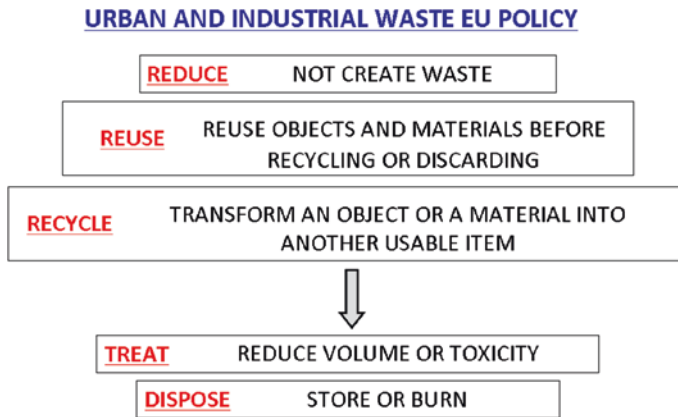 URBAN AND INDUSTRIAL WASTE EU POLICY
REDUCE NOT CREATE WASTE
REUSE REUSE OBJECTS AND MATERIALS BEFORE
RECYCLING OR DISCARDING
RECYCLE TRANSFORM AN OBJECT OR A MATERIAL INTO
ANOTHER USABLE ITEM
TREAT REDUCE VOLUME OR TOXICITY
DISPOSE STORE OR BURN